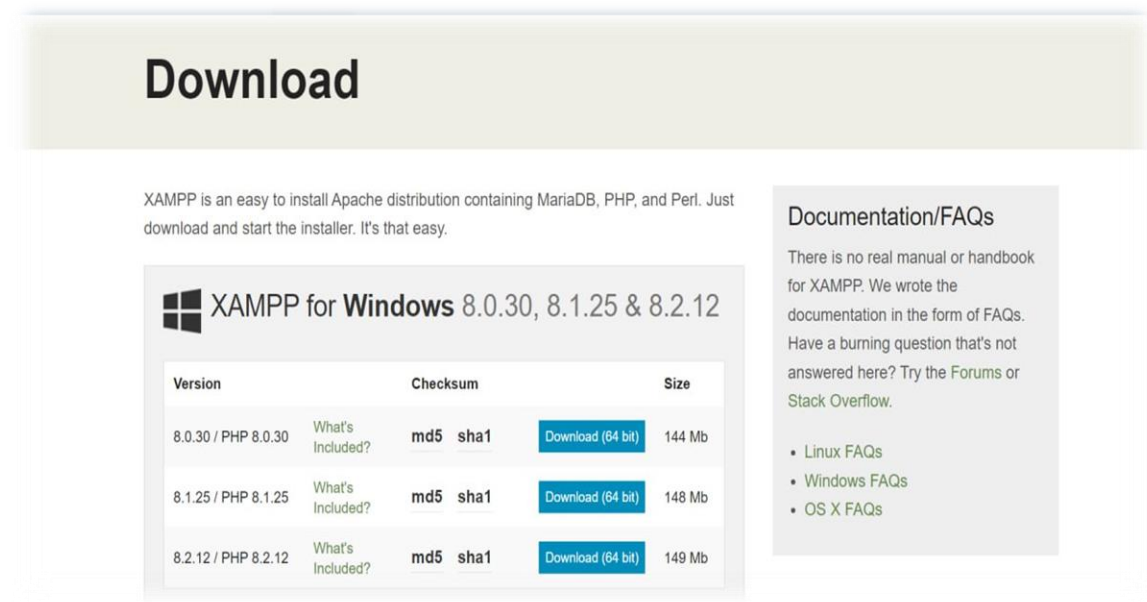 Download
XAMPP is an easy to install Apache distribution containing MariaDB, PHP, and Perl. Just
download and start the installer. It's that easy.
XAMPP for Windows 8.0.30, 8.1.25 & 8.2.12
Version Checksum Size
8.0.30 / PHP 8.0.30 What's Included? md5 sha1 Download (64 bit) 144 Mb
8.1.25 / PHP 8.1.25 What's Included? md5 sha1 Download (64 bit) 148 Mb
8.2.12 / PHP 8.2.12 What's Included? md5 sha1 Download (64 bit) 149 Mb
Documentation/FAQs
There is no real manual or handbook
for XAMPP. We wrote the
documentation in the form of FAQs.
Have a burning question that's not
answered here? Try the Forums or
Stack Overflow.
• Linux FAQs
• Windows FAQs
• OS X FAQs